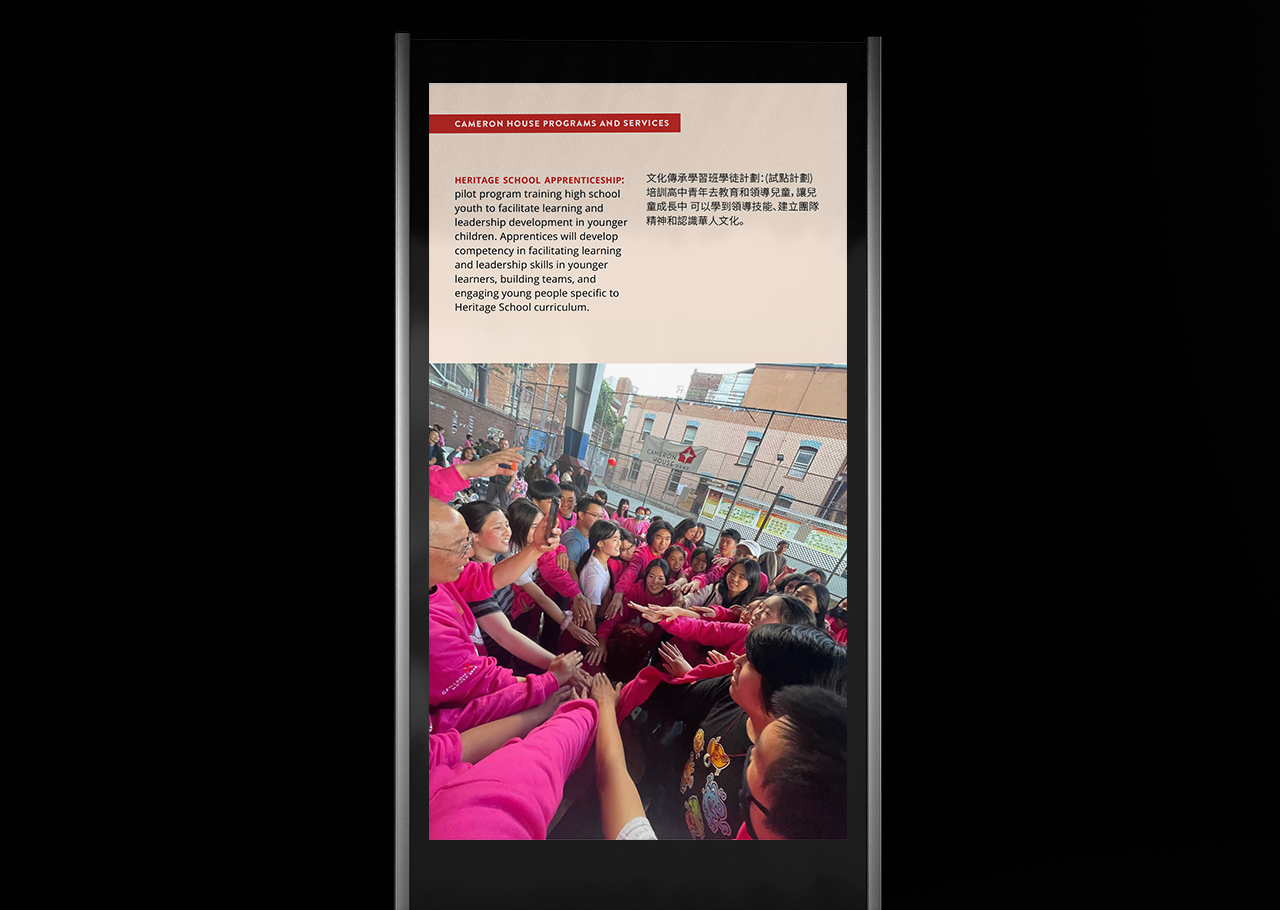 CAMERON HOUSE PROGRAMS AND SERVICES
HERITAGE SCHOOL APPRENTICESHIP:
pilot program training high school
youth to facilitate learning and
leadership development in younger
children. Apprentices will develop
competency in facilitating learning
and leadership skills in younger
learners, building teams, and
engaging young people specific to
Heritage School curriculum.
文化傳承學習班學徒計劃：(試點計劃)
培訓高中青年去教育和領導兒童，讓兒
童成長中 可以學到領導技能、建立團隊
精神和認識華人文化。
CAMERON
HOUSE